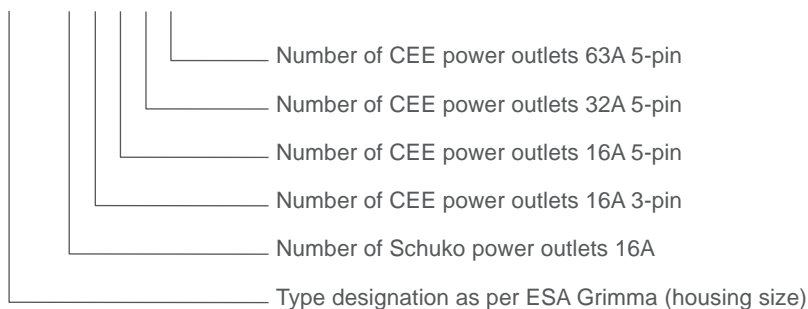 Number of CEE power outlets 63A 5-pin
Number of CEE power outlets 32A 5-pin
Number of CEE power outlets 16A 5-pin
Number of CEE power outlets 16A 3-pin
Number of Schuko power outlets 16A
Type designation as per ESA Grimma (housing size)